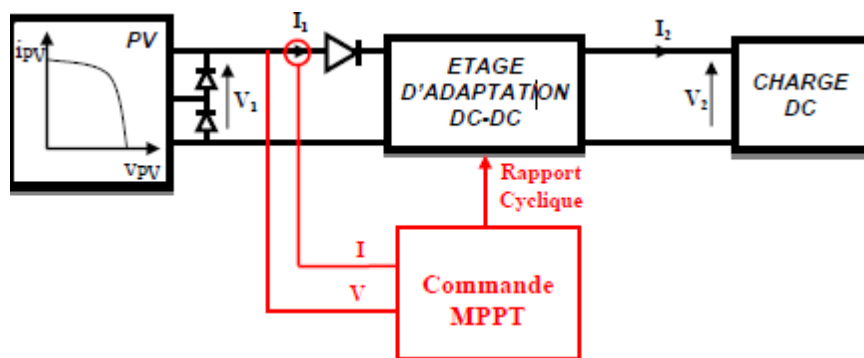 PV
iPV
VPV
V1
I1
ETAGE
D'ADAPTATION
DC-DC
I2
V2
CHARGE
DC
Rapport
Cyclique
I
V
Commande
MPPT